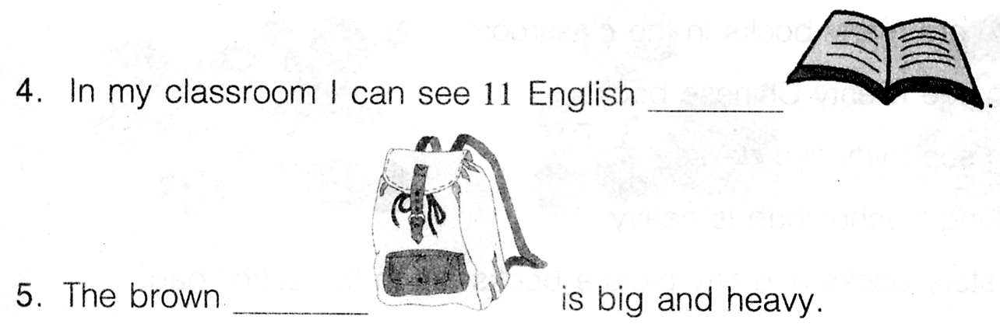 4. In my classroom I can see 11 English ________ .
5. The brown ________ is big and heavy.